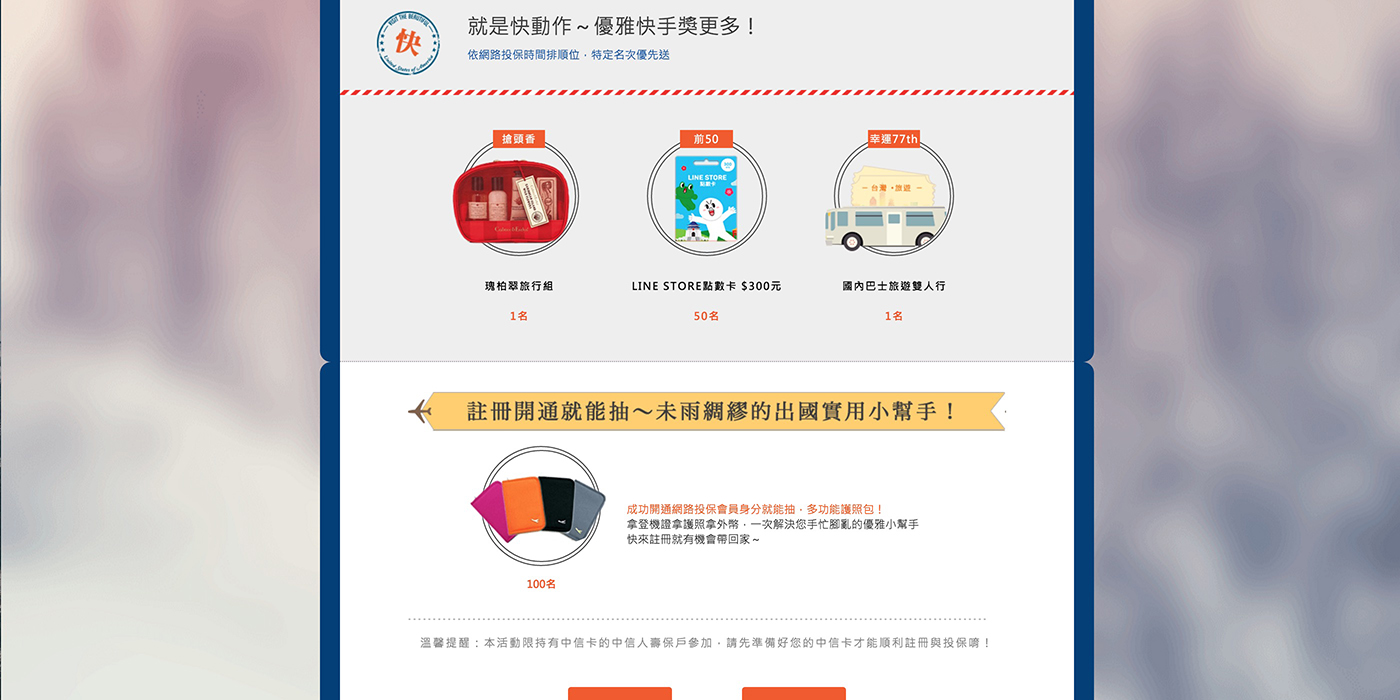 VISIT THE BEAUTIFUL
快
United States of America
就是快動作～優雅快手獎更多！
依網路投保時間排順位，特定名次優先送
搶頭香
前50
幸運77th
LINE STORE
點數卡
台灣•旅遊
瑰柏翠旅行組
LINE STORE點數卡 $300元
國內巴士旅遊雙人行
1名
50名
1名
註冊開通就能抽～未雨綢繆的出國實用小幫手！
成功開通網路投保會員身分就能抽，多功能護照包！
拿登機證拿護照拿外幣，一次解決您手忙腳亂的優雅小幫手
快來註冊就有機會帶回家～
100名
溫馨提醒：本活動限持有中信卡的中信人壽保戶參加，請先準備好您的中信卡才能順利註冊與投保唷！